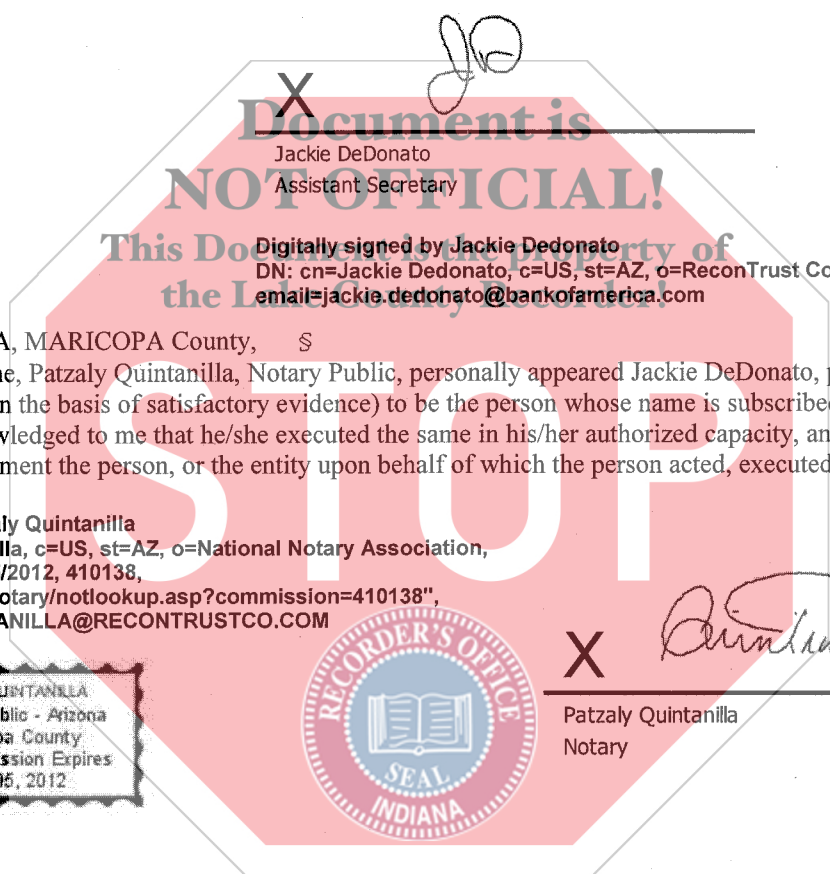 X
Document is
Jackie DeDonato
NOT OFFICIAL!
Assistant Secretary
This Document is the property of
the Lake County Recorder!
Digitally signed by Jackie Dedonato
DN: cn=Jackie Dedonato, c=US, st=AZ, o=ReconTrust Co
email=jackie.dedonato@bankofamerica.com
A, MARICOPA County, §
ne, Patzaly Quintanilla, Notary Public, personally appeared Jackie DeDonato, p
n the basis of satisfactory evidence) to be the person whose name is subscribed
wledged to me that he/she executed the same in his/her authorized capacity, an
ment the person, or the entity upon behalf of which the person acted, executed
STOP
ly Quintanilla
lla, c=US, st=AZ, o=National Notary Association,
/2012, 410138,
otary/notlookup.asp?commission=410138",
ANILLA@RECONTRUSTCO.COM
RECORDER'S OFFICE
SEAL
INDIANA
X
Patzaly Quintanilla
Notary
UINTANILLA
blic - Arizona
pa County
ssion Expires
05, 2012